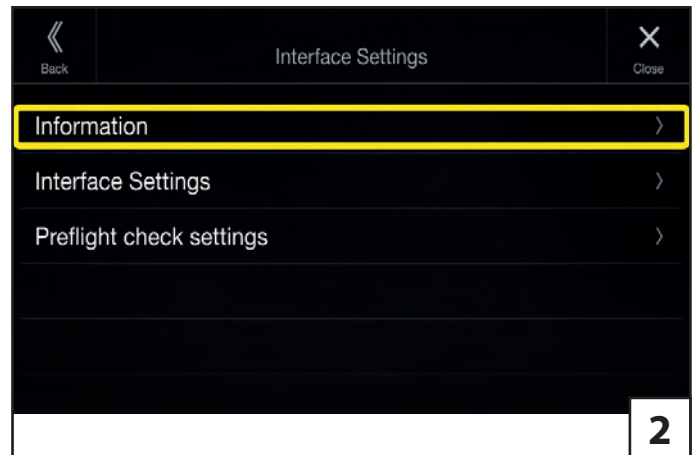 Back
Interface Settings
Close
Information
Interface Settings
Preflight check settings
2